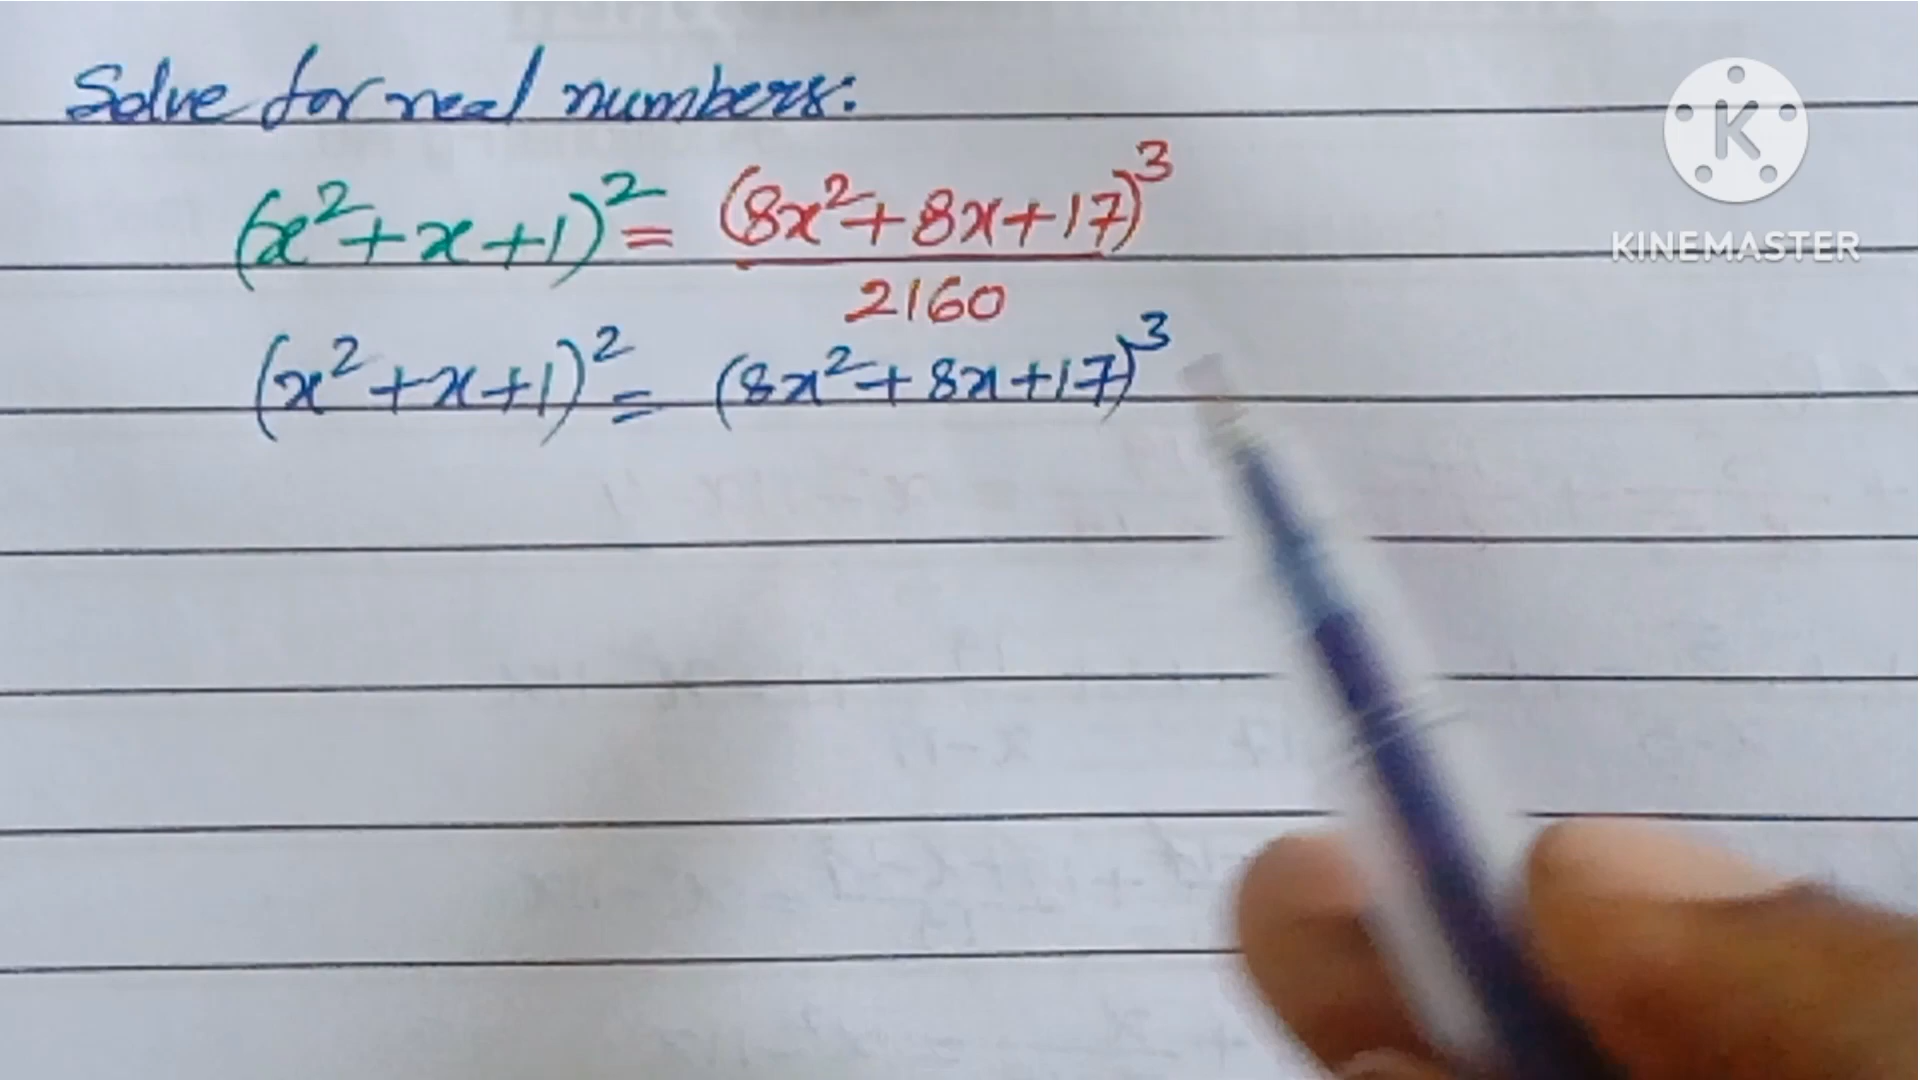 Solve for real numbers:
(x²+x+1)² = (8x²+8x+17)³
2160
(x²+x+1)² = (8x²+8x+17)³
K
KINEMASTER